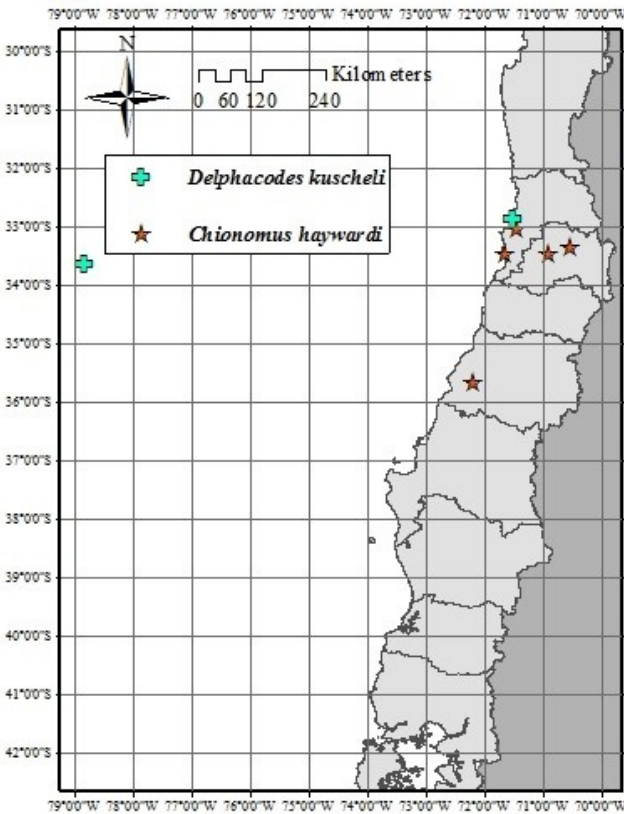 79°00'W 78°00'W 77°00'W 76°00'W 75°00'W 74°00'W 73°00'W 72°00'W 71°00'W 70°00'W
N
Kilometers
0 60 120 240
Delphacodes kuscheli
Chionomus haywardi
30°00'S
31°00'S
32°00'S
33°00'S
34°00'S
35°00'S
36°00'S
37°00'S
38°00'S
39°00'S
40°00'S
41°00'S
42°00'S
79°00'W 78°00'W 77°00'W 76°00'W 75°00'W 74°00'W 73°00'W 72°00'W 71°00'W 70°00'W